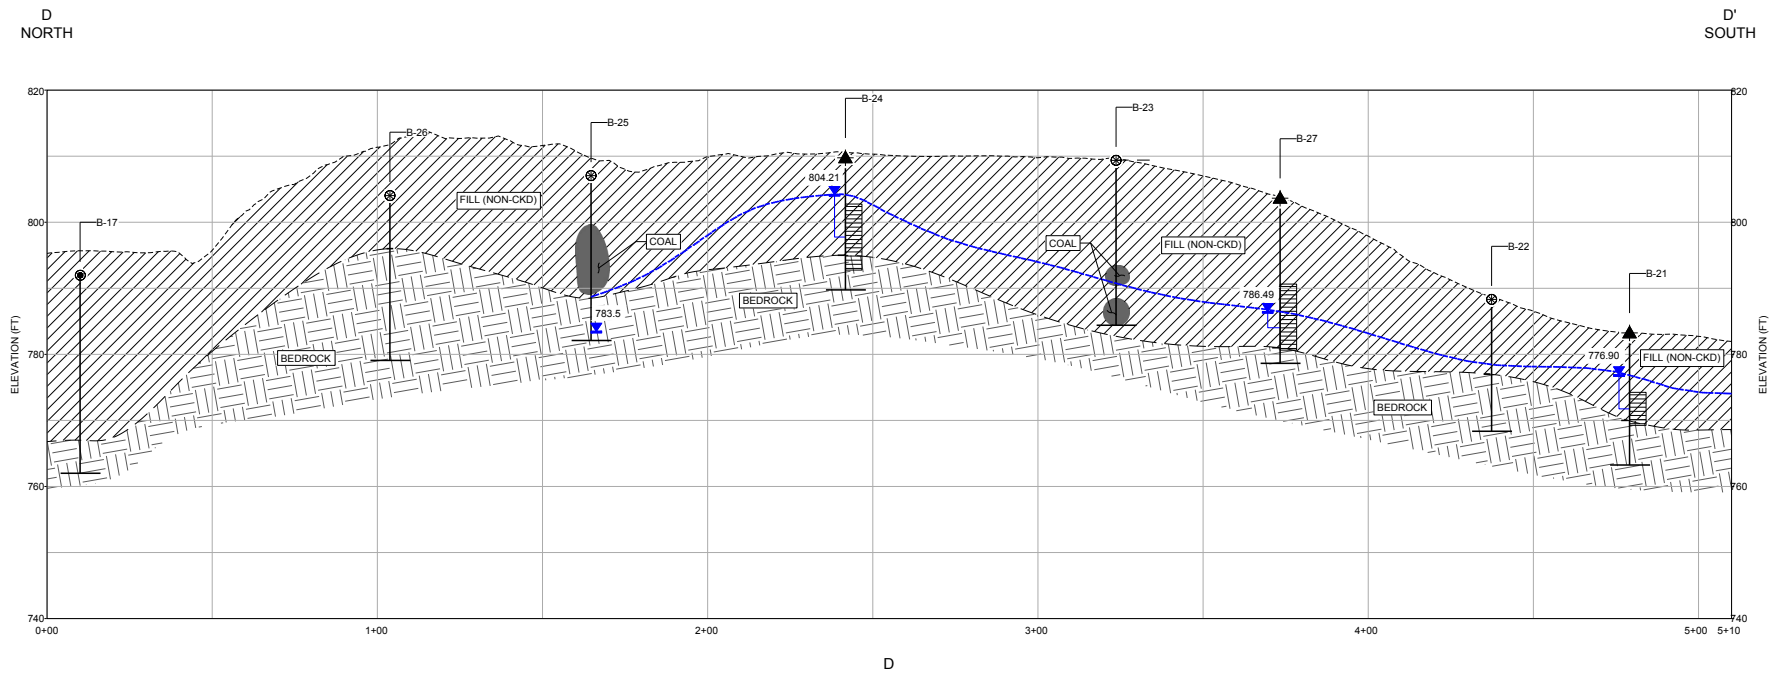 D
NORTH
D'
SOUTH
820
820
B-24
B-23
B-25
B-26
B-27
804.21
FILL (NON-CKD)
800
B-17
800
COAL
COAL
FILL (NON-CKD)
B-22
B-21
BEDROCK
786.49
783.5
780
BEDROCK
776.90
FILL (NON-CKD)
780
ELEVATION (FT)
ELEVATION (FT)
BEDROCK
760
760
740
740
0+00
1+00
2+00
3+00
4+00
5+00
5+10
D